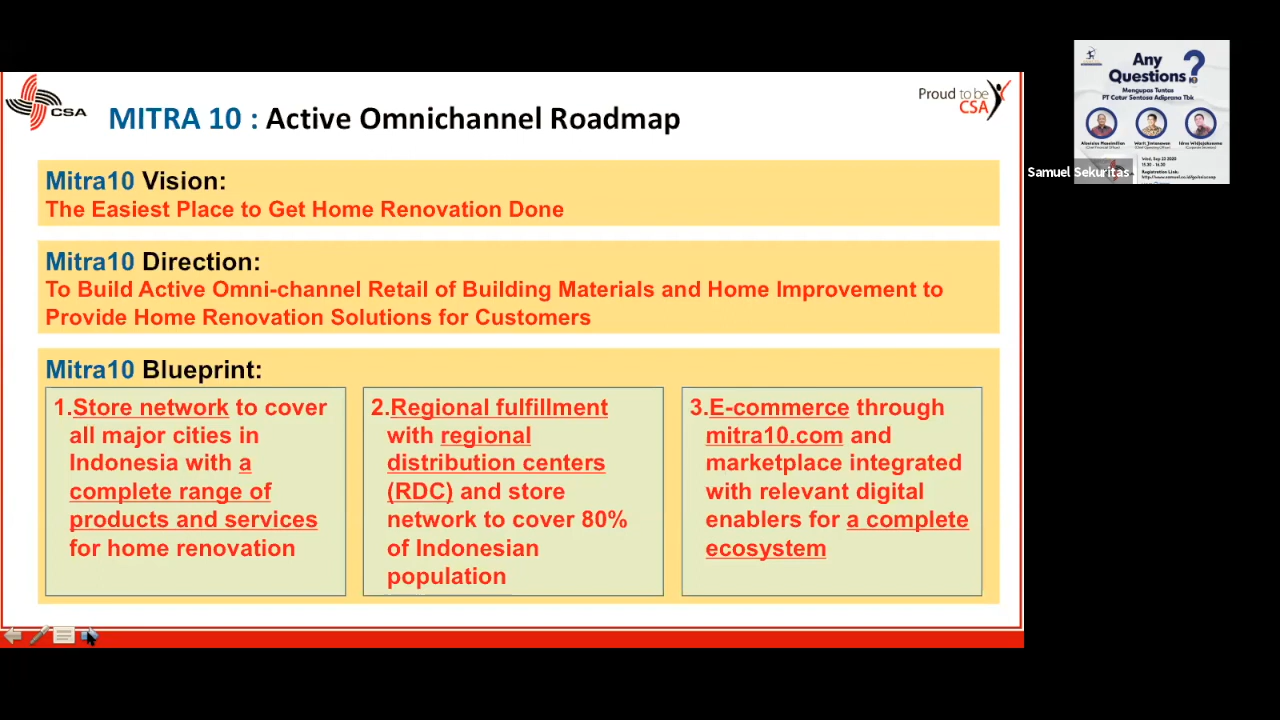 CSA
MITRA 10 : Active Omnichannel Roadmap
Proud to be
CSA
Mitra10 Vision:
The Easiest Place to Get Home Renovation Done
Mitra10 Direction:
To Build Active Omni-channel Retail of Building Materials and Home Improvement to
Provide Home Renovation Solutions for Customers
Mitra10 Blueprint:
1.Store network to cover
all major cities in
Indonesia with a
complete range of
products and services
for home renovation
2.Regional fulfillment
with regional
distribution centers
(RDC) and store
network to cover 80%
of Indonesian
population
3.E-commerce through
mitra10.com and
marketplace integrated
with relevant digital
enablers for a complete
ecosystem
Any
Questions ?
Mengupas Tuntas
PT Catur Sentosa Adiprana Tbk
Samuel Sekuritas
Registration Link: